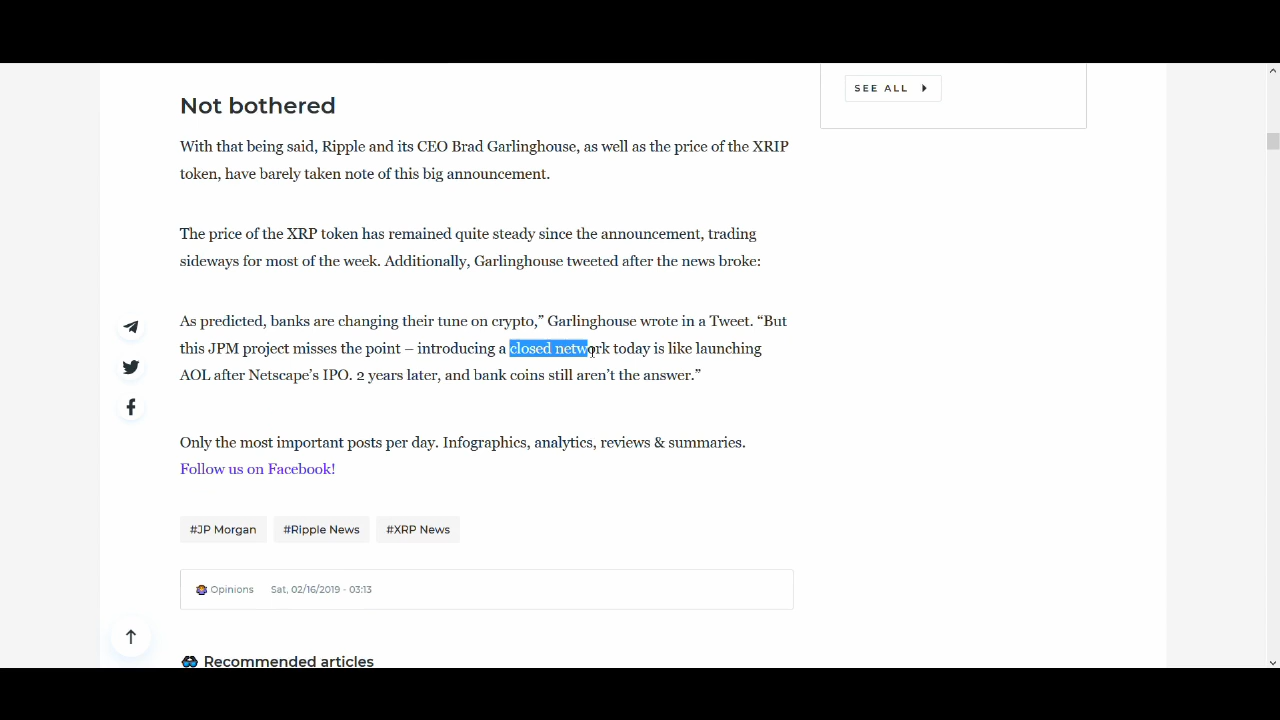 SEE ALL
Not bothered
With that being said, Ripple and its CEO Brad Garlinghouse, as well as the price of the XRIP
token, have barely taken note of this big announcement.
The price of the XRP token has remained quite steady since the announcement, trading
sideways for most of the week. Additionally, Garlinghouse tweeted after the news broke:
As predicted, banks are changing their tune on crypto,” Garlinghouse wrote in a Tweet. “But
this JPM project misses the point – introducing a closed network today is like launching
AOL after Netscape’s IPO. 2 years later, and bank coins still aren’t the answer.”
Only the most important posts per day. Infographics, analytics, reviews & summaries.
Follow us on Facebook!
#JP Morgan #Ripple News #XRP News
Opinions Sat, 02/16/2019 - 03:13
Recommended articles